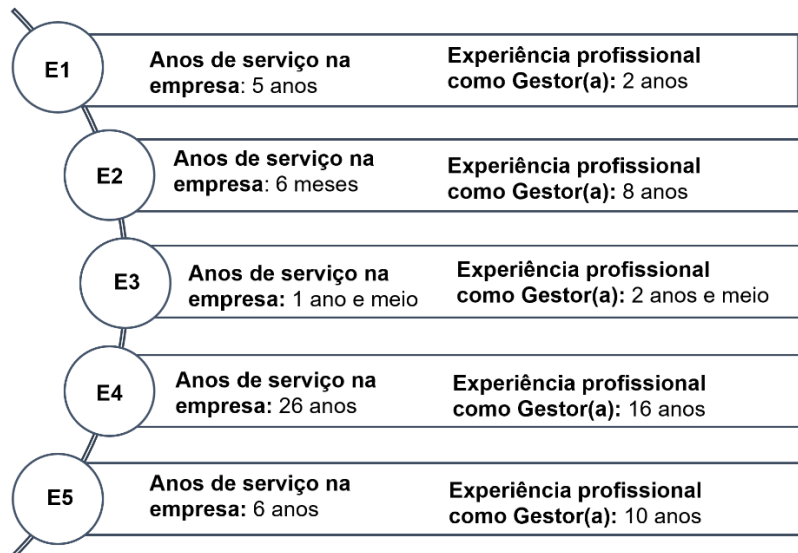 E1
Anos de serviço na
empresa: 5 anos
Experiência profissional
como Gestor(a): 2 anos
E2
Anos de serviço na
empresa: 6 meses
Experiência profissional
como Gestor(a): 8 anos
E3
Anos de serviço na
empresa: 1 ano e meio
Experiência profissional
como Gestor(a): 2 anos e meio
E4
Anos de serviço na
empresa: 26 anos
Experiência profissional
como Gestor(a): 16 anos
E5
Anos de serviço na
empresa: 6 anos
Experiência profissional
como Gestor(a): 10 anos